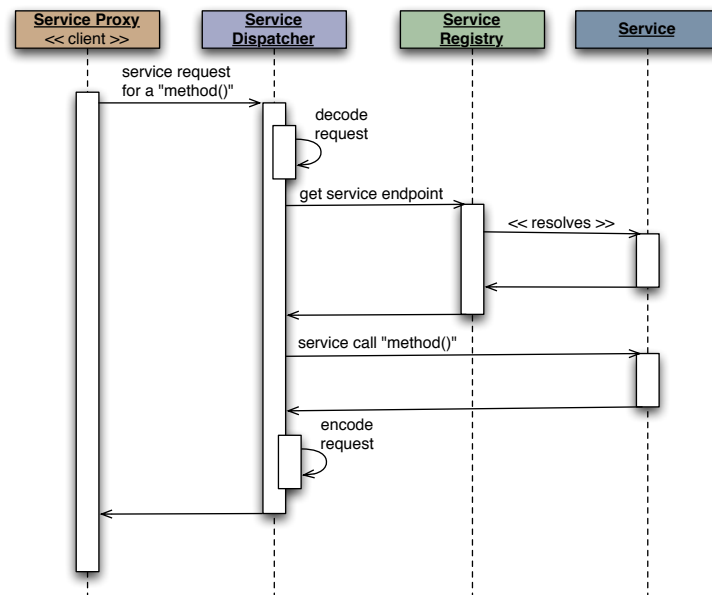 Service Proxy
<< client >>
Service
Dispatcher
Service
Registry
Service
service request
for a "method()"
decode
request
get service endpoint
<< resolves >>
service call "method()"
encode
request